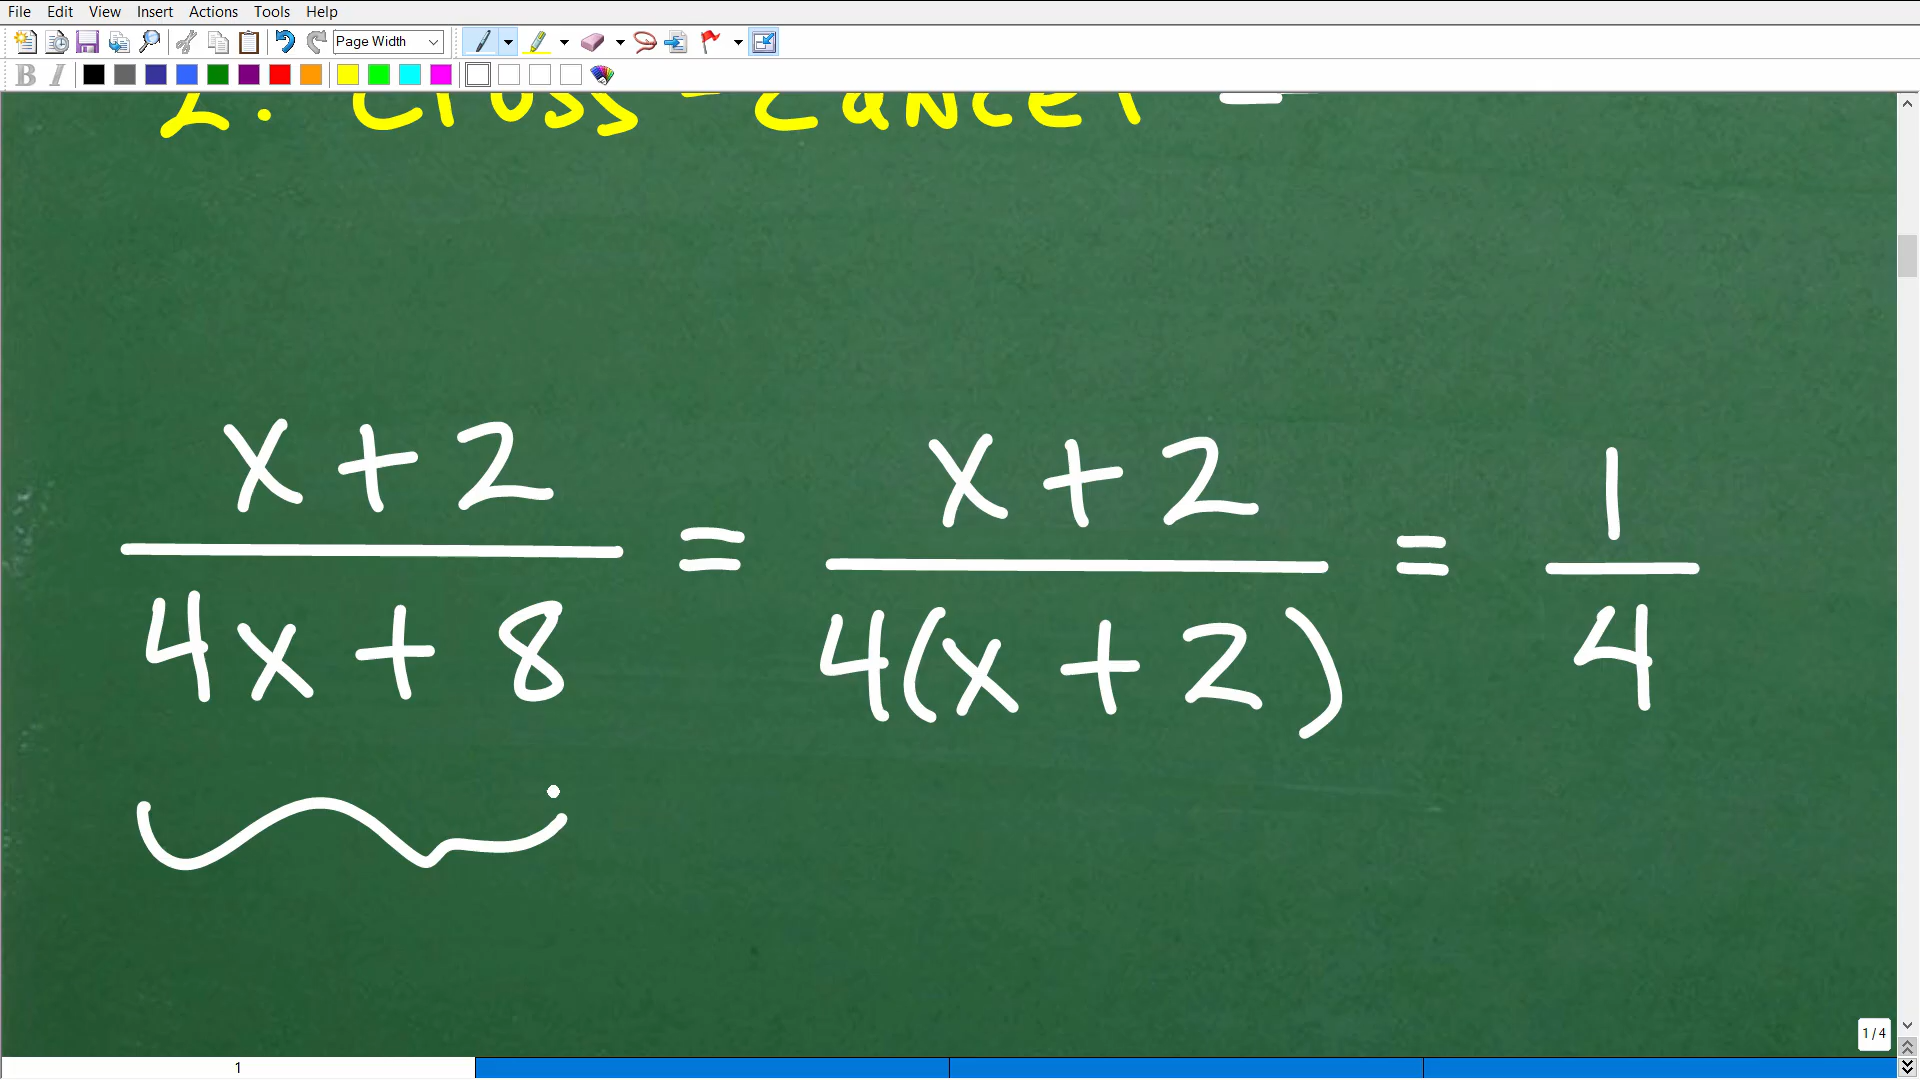 File Edit View Insert Actions Tools Help
Page Width
B I
2. Cross-Cancel =
x + 2 / 4x + 8 = x + 2 / 4(x + 2) = 1 / 4
1 / 4
1